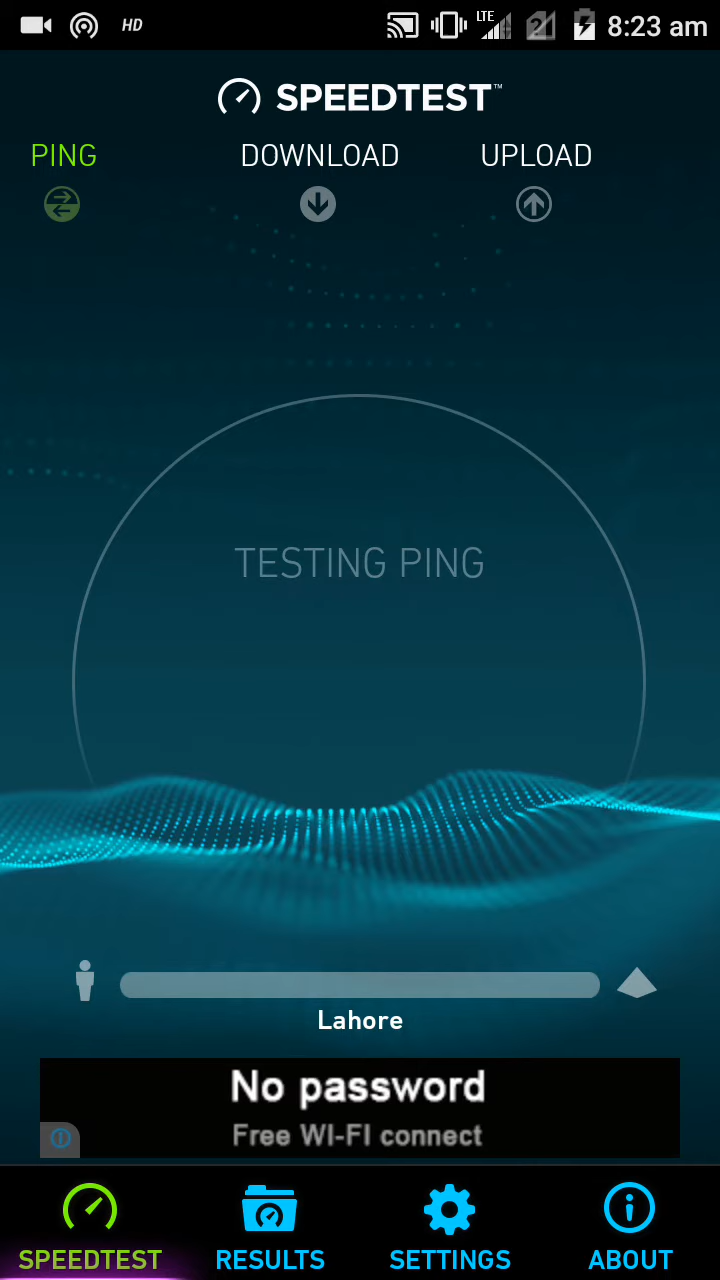 HD LTE 2 8:23 am
SPEEDTEST™
PING DOWNLOAD UPLOAD
TESTING PING
Lahore
No password
Free WI-FI connect
SPEEDTEST RESULTS SETTINGS ABOUT